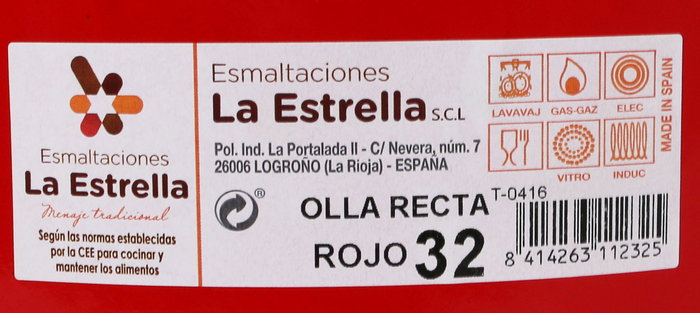 Esmaltaciones
La Estrella
Menaje tradicional
Según las normas establecidas
por la CEE para cocinar y
mantener los alimentos
Esmaltaciones
La Estrella S.C.L
Pol. Ind. La Portalada II - C/ Nevera, núm. 7
26006 LOGROÑO (La Rioja) - ESPAÑA
®
OLLA RECTA
ROJO 32
LAVAVAJ GAS-GAZ ELEC
VITRO INDUC
MADE IN SPAIN
T-0416
8 414263 112325